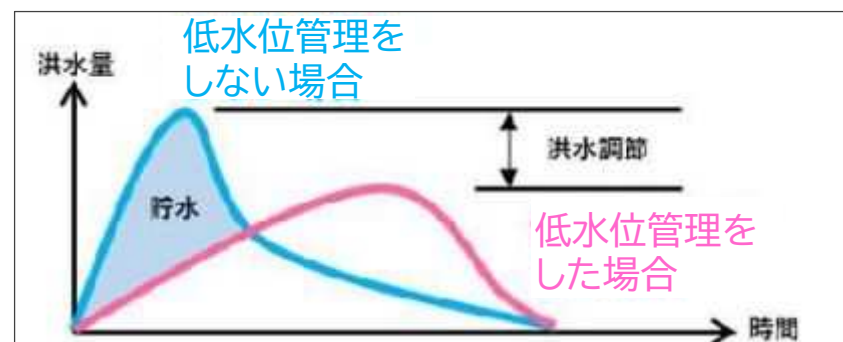 低水位管理を
しない場合
洪水量
洪水調節
貯水
低水位管理を
した場合
時間